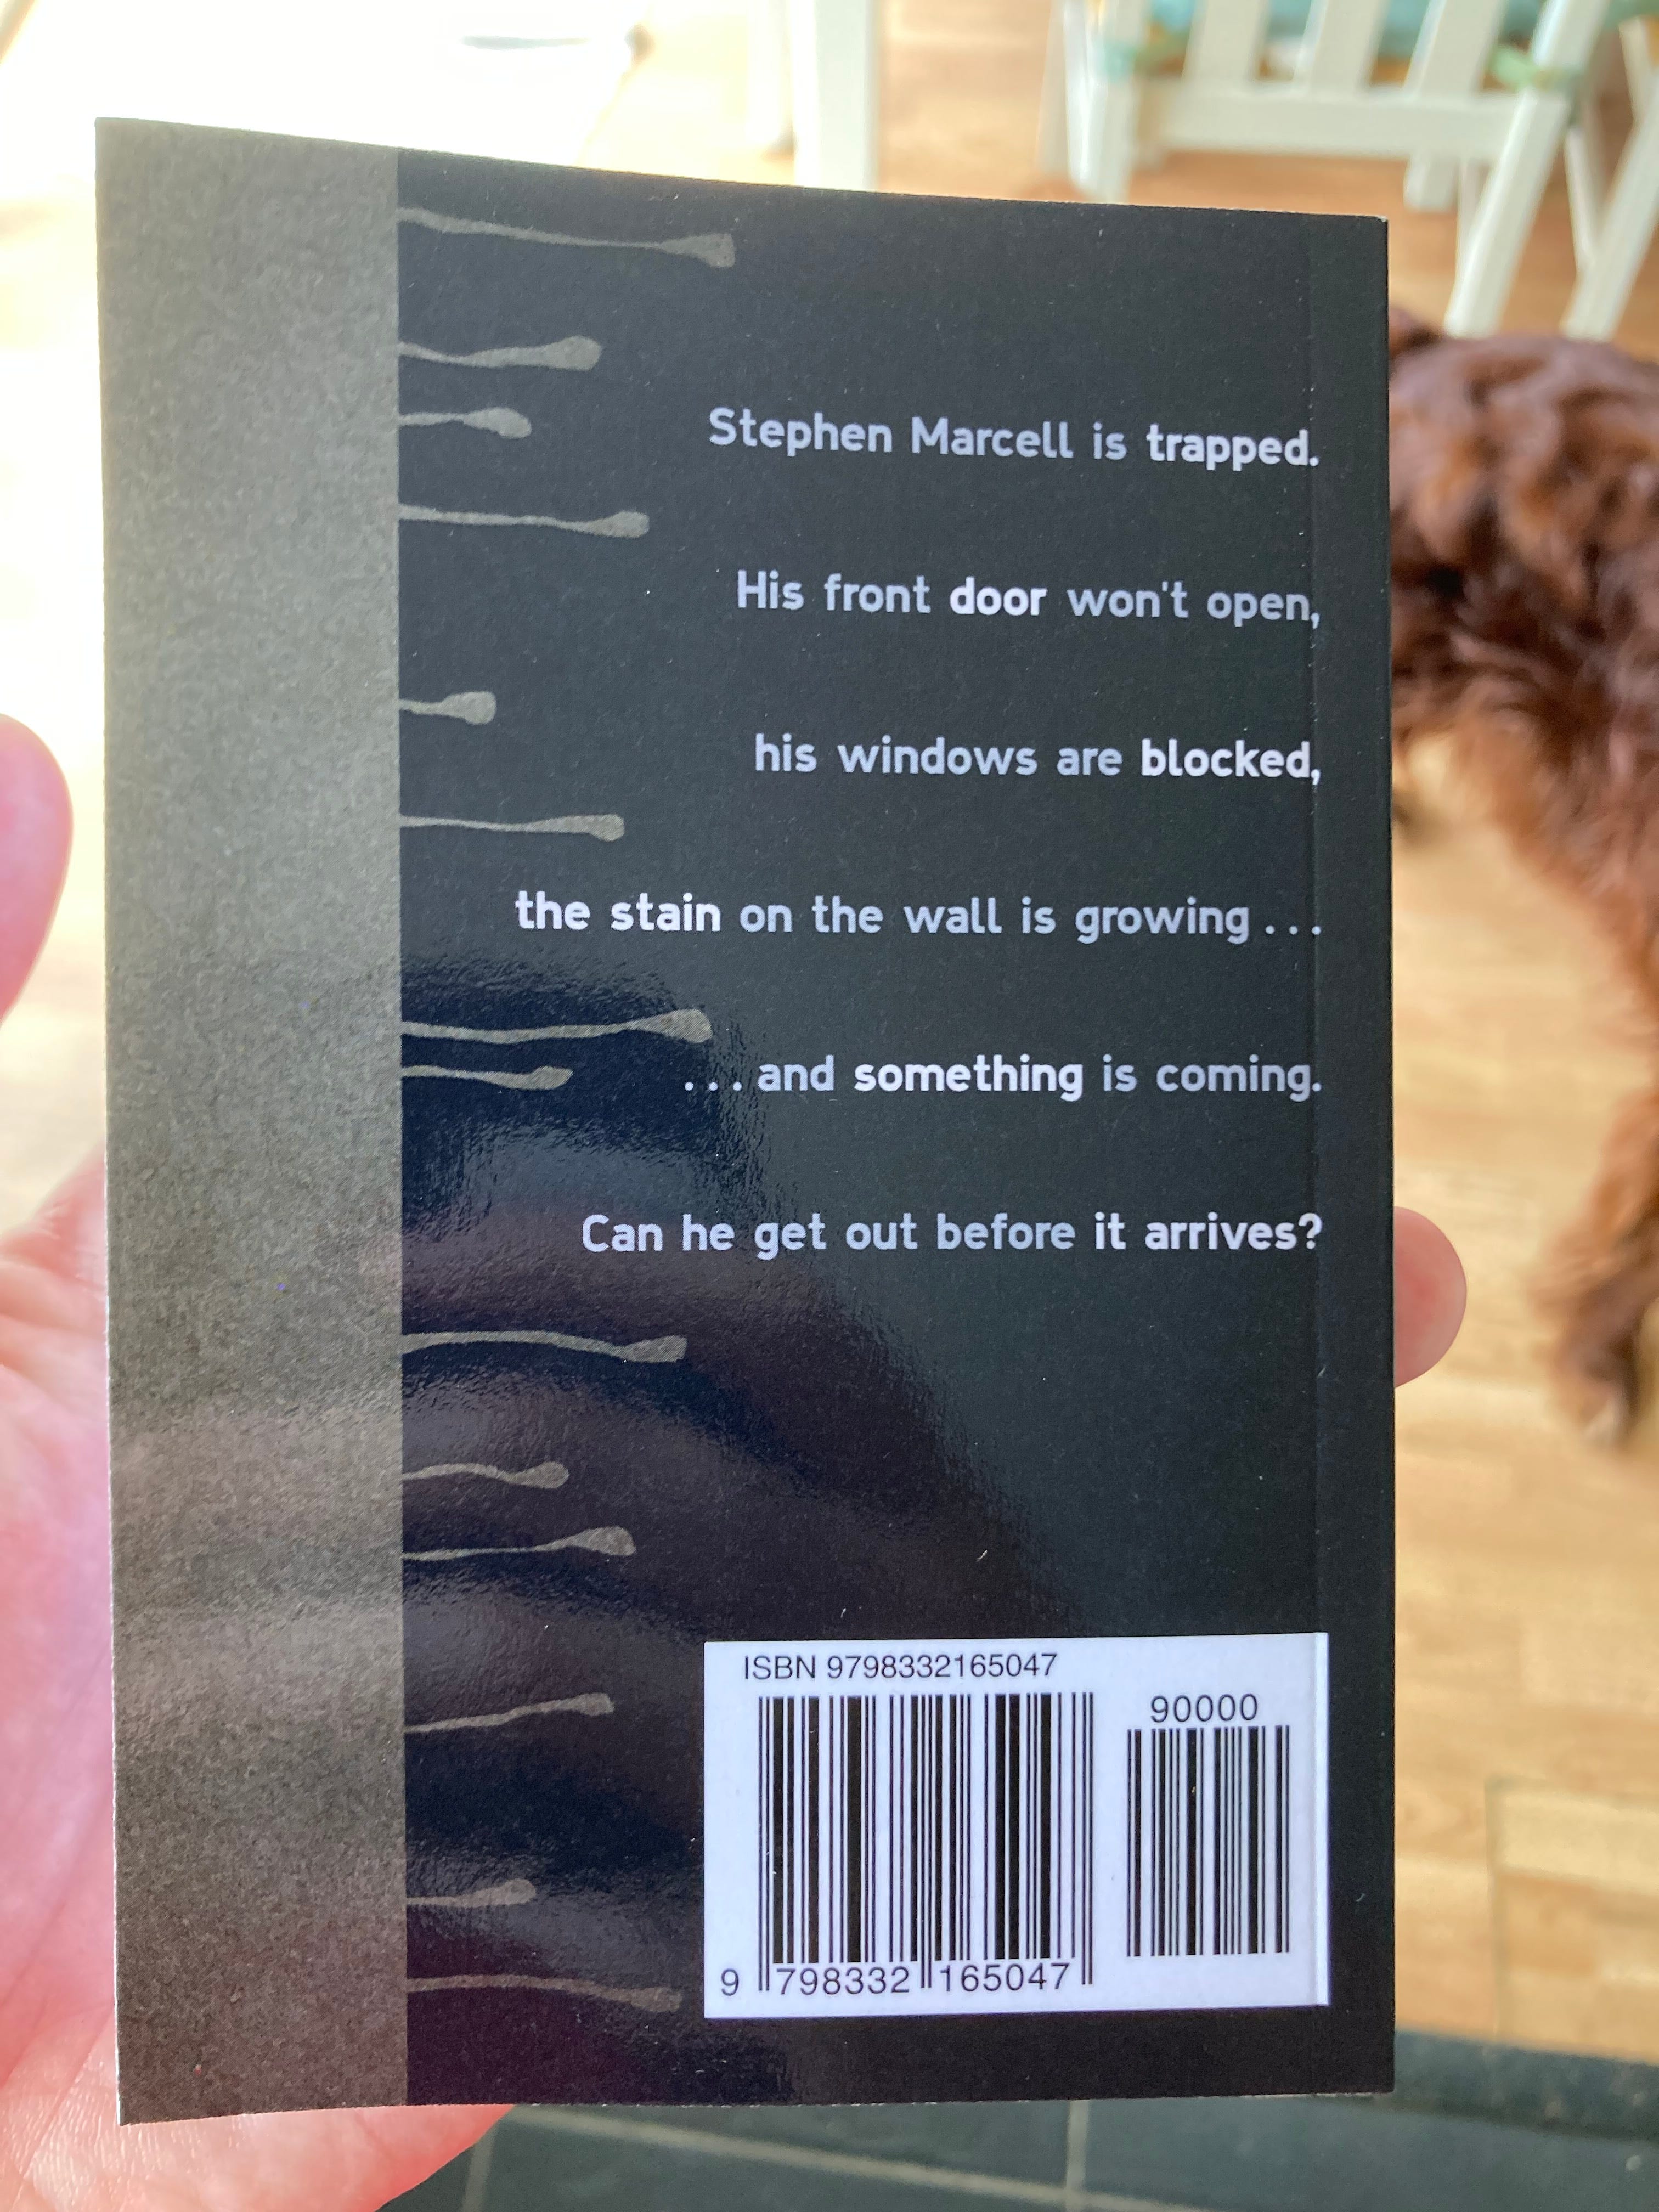 Stephen Marcell is trapped.
His front door won't open,
his windows are blocked,
the stain on the wall is growing...
...and something is coming.
Can he get out before it arrives?
ISBN 9798332165047
90000
9 798332 165047